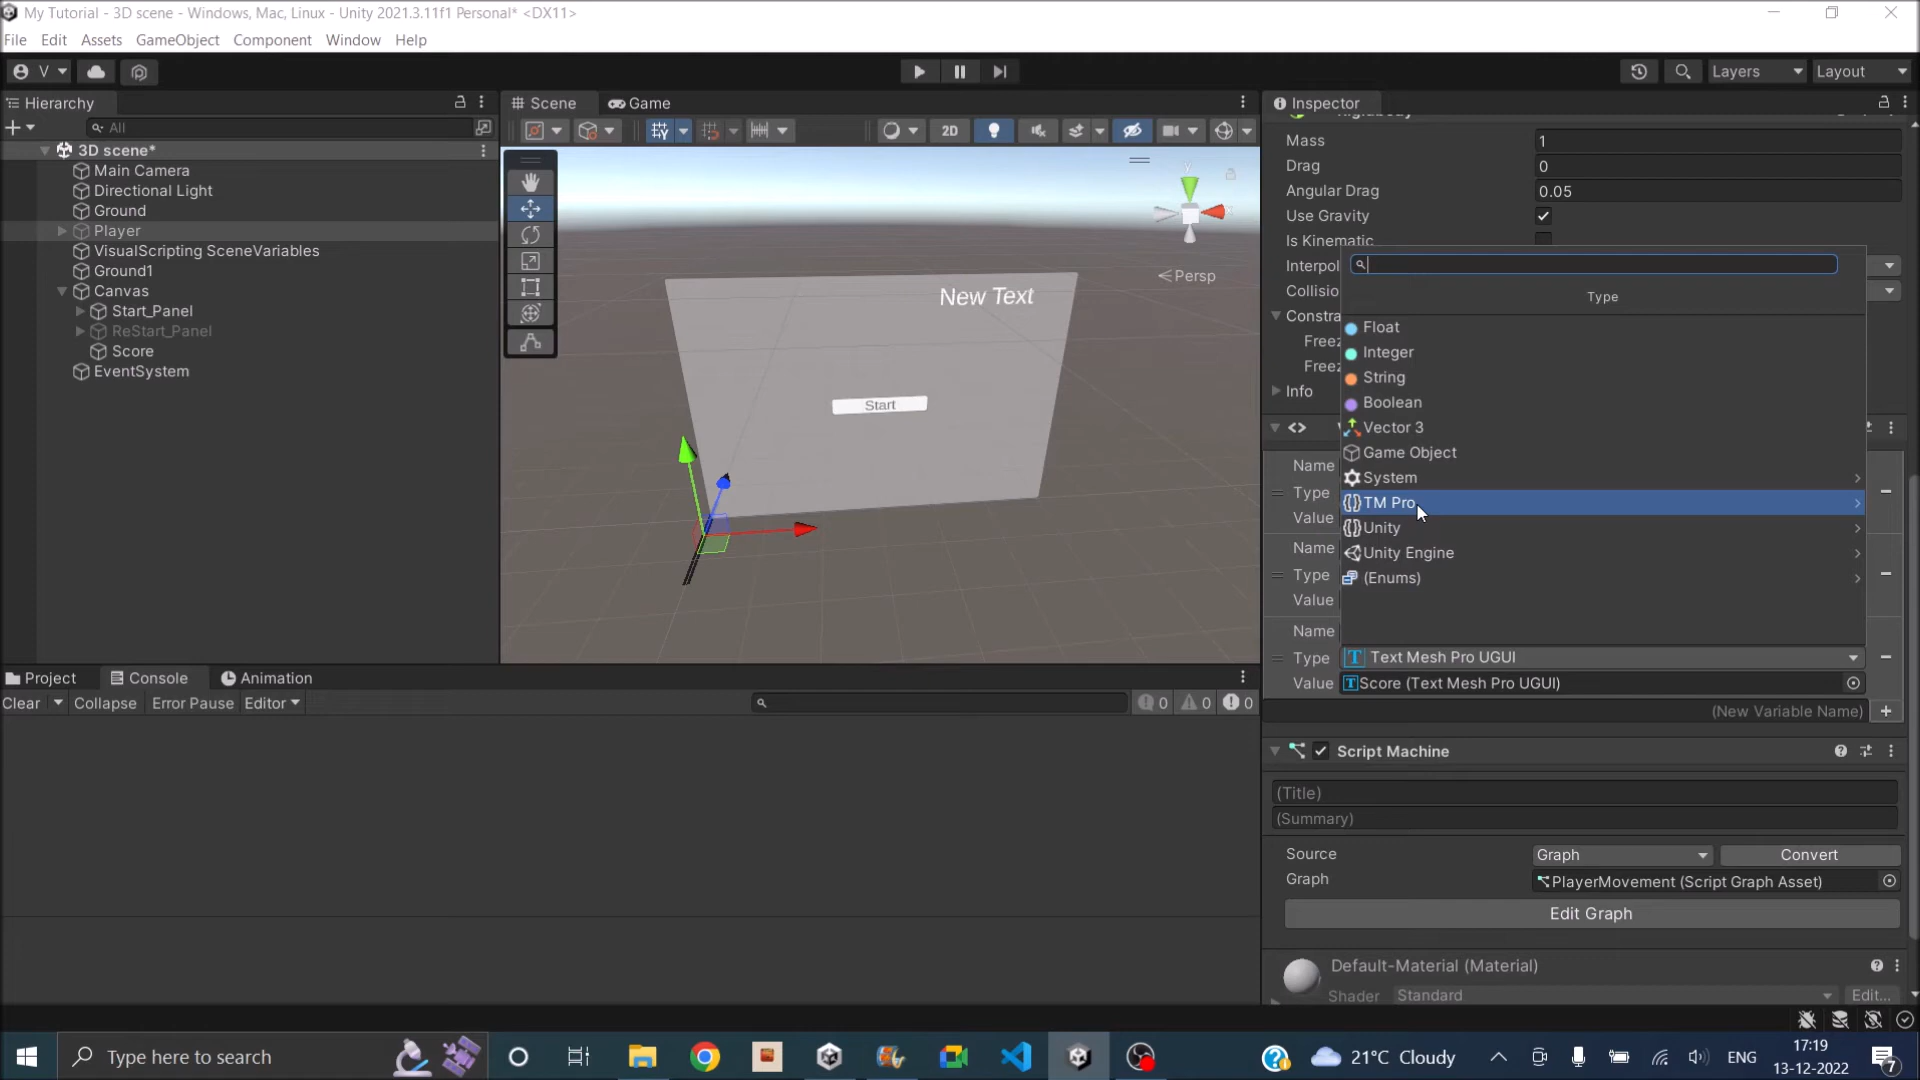 My Tutorial - 3D scene - Windows, Mac, Linux - Unity 2021.3.11f1 Personal* <DX11>
File Edit Assets GameObject Component Window Help
V Layers Layout
Hierarchy
All
3D scene*
Main Camera
Directional Light
Ground
Player
VisualScripting SceneVariables
Ground1
Canvas
Start_Panel
ReStart_Panel
Score
EventSystem
Scene Game
2D
Y
Persp
New Text
Start
Inspector
Mass 1
Drag 0
Angular Drag 0.05
Use Gravity
Is Kinematic
Interpol
Collisio
Constra
Freez
Freez
Info
Type
Float
Integer
String
Boolean
Vector 3
Game Object
System
TM Pro
Unity
Unity Engine
(Enums)
Name
Type
Value
Name
Type
Value
Name
Type Text Mesh Pro UGUI
Value Score (Text Mesh Pro UGUI)
(New Variable Name)
Script Machine
(Title)
(Summary)
Source Graph Convert
Graph PlayerMovement (Script Graph Asset)
Edit Graph
Default-Material (Material)
Shader Standard Edit...
Project Console Animation
Clear Collapse Error Pause Editor 0 0 0
Type here to search
21°C Cloudy ENG 17:19
13-12-2022 7